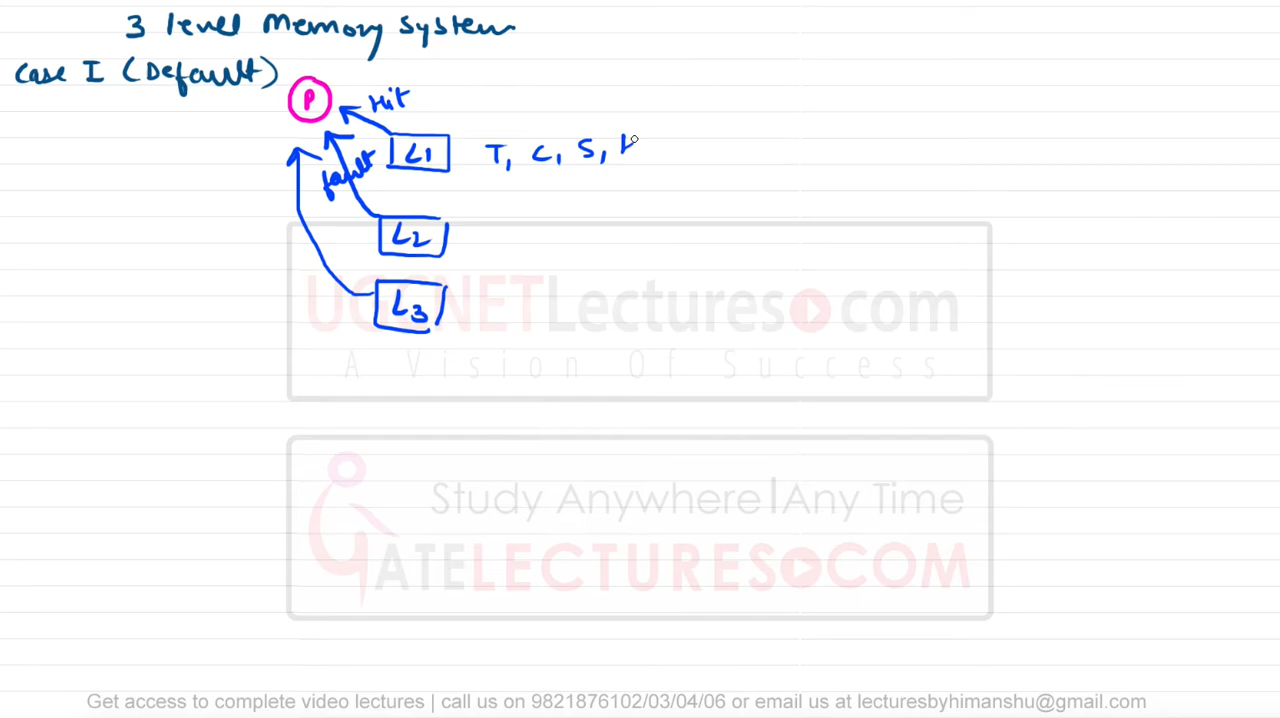 3 level Memory System
Case I (Default)
P
Hit
L1 T, C, S,
fault
L2
L3
UGCNETLectures.com
A Vision Of Success
Study Anywhere|Any Time
GATELECTURES.COM
Get access to complete video lectures | call us on 9821876102/03/04/06 or email us at lecturesbyhimanshu@gmail.com